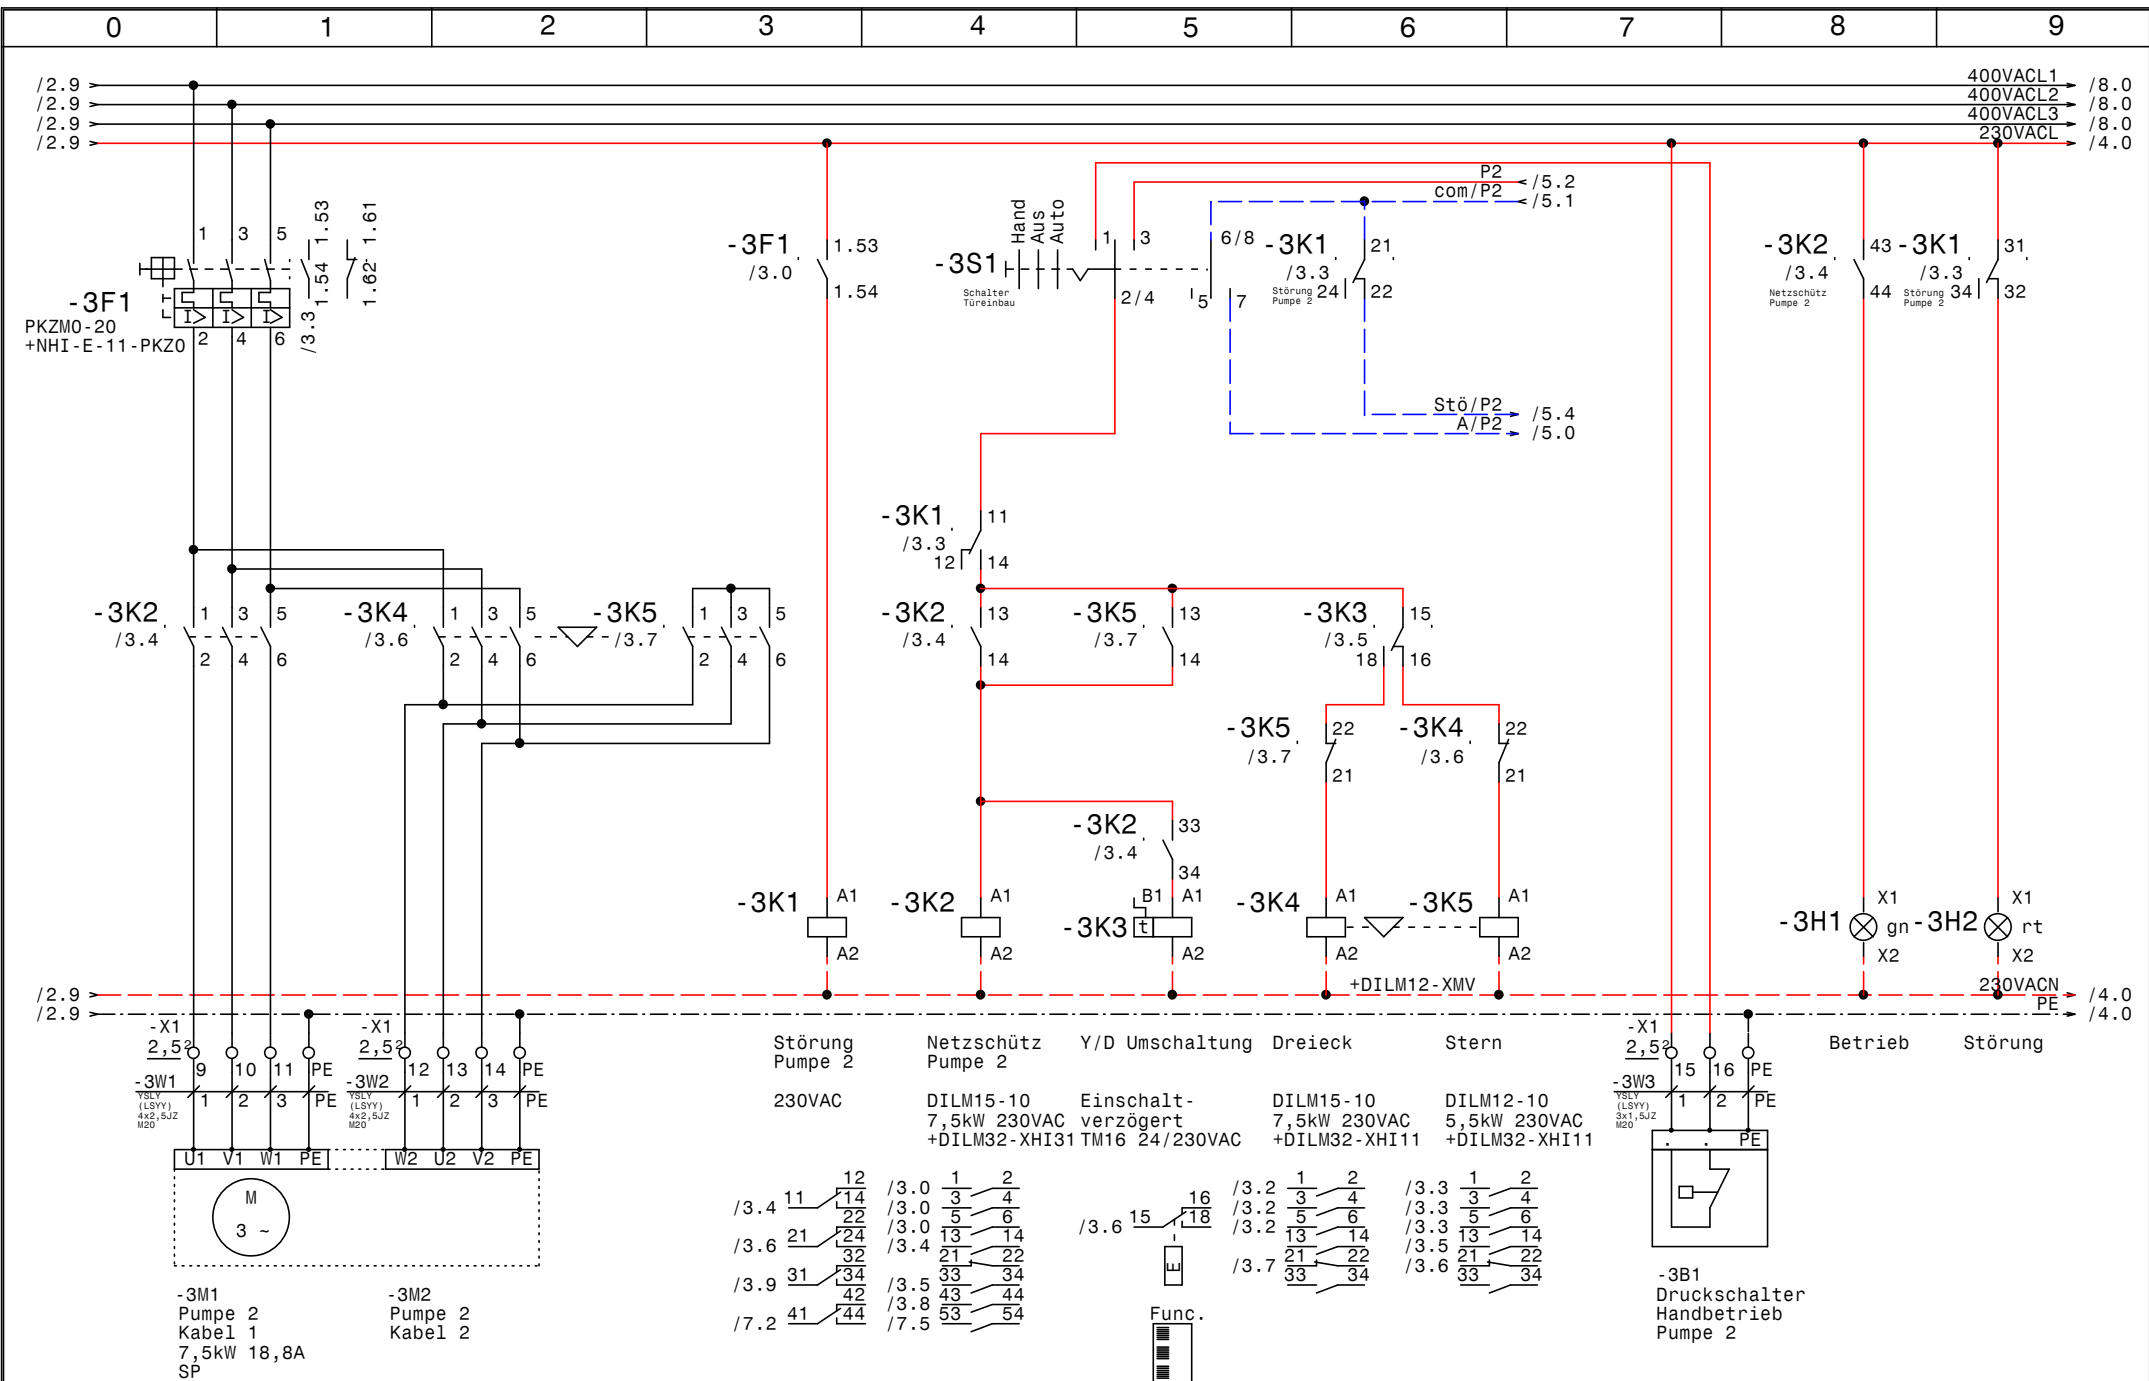 0 1 2 3 4 5 6 7 8 9
/2.9 400VACL1 /8.0
/2.9 400VACL2 /8.0
/2.9 400VACL3 /8.0
/2.9 230VACL /4.0
P2 /5.2
com/P2 /5.1
1 3 5 1.53 1.61
1.54 1.62
/3.3
-3F1
PKZM0-20
+NHI-E-11-PKZ0
I> I> I>
2 4 6
-3F1 1.53
/3.0
1.54
Hand
Aus
Auto
-3S1
Schalter
Türeinbau
1 3 6/8
2/4 5 7
-3K1 21
/3.3
Störung
Pumpe 2
24 22
-3K2 43
/3.4
Netzschütz
Pumpe 2
44
-3K1 31
/3.3
Störung
Pumpe 2
34 32
Stö/P2 /5.4
A/P2 /5.0
-3K1 11
/3.3
12 14
-3K2 1 3 5
/3.4
2 4 6
-3K4 1 3 5
/3.6
2 4 6
-3K5 1 3 5
/3.7
2 4 6
-3K2 13
/3.4
14
-3K5 13
/3.7
14
-3K3 15
/3.5
18 16
-3K5 22
/3.7
21
-3K4 22
/3.6
21
-3K2 33
/3.4
34
-3K1 A1
A2
-3K2 A1
A2
-3K3 B1 A1
t
A2
-3K4 A1
A2
-3K5 A1
A2
-3H1 X1
gn
X2
-3H2 X1
rt
X2
+DILM12-XMV
/2.9 230VACN /4.0
/2.9 PE /4.0
-X1
2,5²
9 10 11 PE
-3W1
YSLY
(LSYY)
4x2,5JZ
M20
1 2 3 PE
U1 V1 W1 PE
-X1
2,5²
12 13 14 PE
-3W2
YSLY
(LSYY)
4x2,5JZ
M20
1 2 3 PE
W2 U2 V2 PE
M
3 ~
-3M1
Pumpe 2
Kabel 1
7,5kW 18,8A
SP
-3M2
Pumpe 2
Kabel 2
Störung
Pumpe 2
230VAC
Netzschütz
Pumpe 2
DILM15-10
7,5kW 230VAC
+DILM32-XHI31
Y/D Umschaltung
Einschalt-
verzögert
TM16 24/230VAC
Dreieck
DILM15-10
7,5kW 230VAC
+DILM32-XHI11
Stern
DILM12-10
5,5kW 230VAC
+DILM32-XHI11
-X1
2,5²
15 16 PE
-3W3
YSLY
(LSYY)
3x1,5JZ
M20
1 2 PE
. . PE
Betrieb
Störung
12
/3.4 11 14
22
/3.6 21 24
32
/3.9 31 34
42
/7.2 41 44
/3.0 1 2
/3.0 3 4
/3.0 5 6
/3.4 13 14
21 22
/3.5 33 34
/3.8 43 44
/7.5 53 54
16
/3.6 15 18
E
Func.
/3.2 1 2
/3.2 3 4
/3.2 5 6
13 14
/3.7 21 22
33 34
/3.3 1 2
/3.3 3 4
/3.3 5 6
/3.5 13 14
/3.6 21 22
33 34
-3B1
Druckschalter
Handbetrieb
Pumpe 2